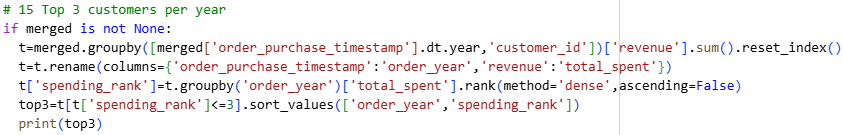 # 15 Top 3 customers per year
if merged is not None:
  t=merged.groupby([merged['order_purchase_timestamp'].dt.year,'customer_id'])['revenue'].sum().reset_index()
  t=t.rename(columns={'order_purchase_timestamp':'order_year','revenue':'total_spent'})
  t['spending_rank']=t.groupby('order_year')['total_spent'].rank(method='dense',ascending=False)
  top3=t[t['spending_rank']<=3].sort_values(['order_year','spending_rank'])
  print(top3)